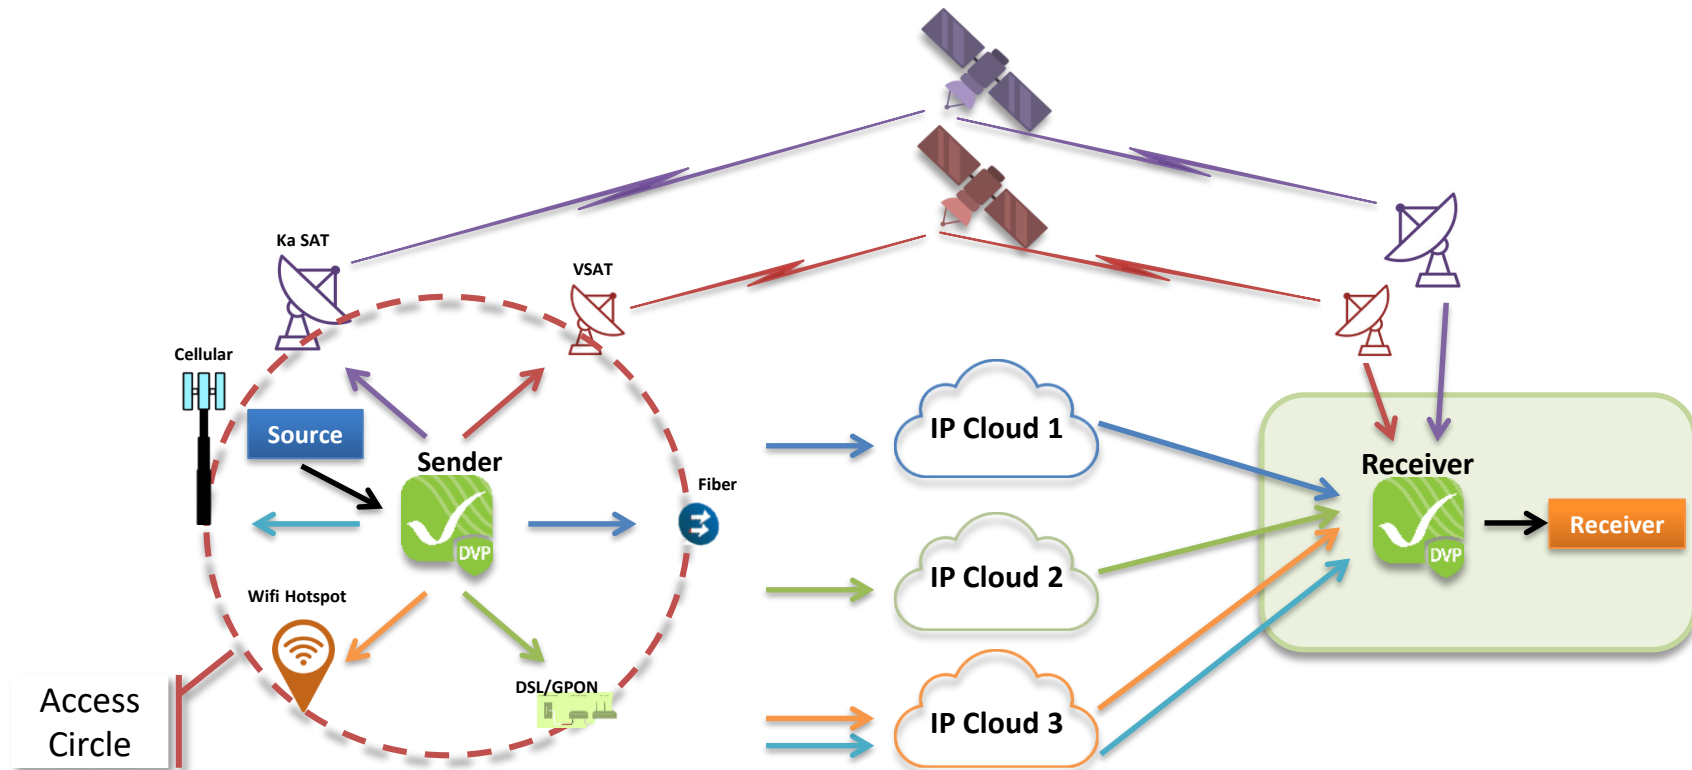 Ka SAT
VSAT
Cellular
Source
Sender
DVP
Fiber
Wifi Hotspot
DSL/GPON
Access
Circle
IP Cloud 1
IP Cloud 2
IP Cloud 3
Receiver
DVP
Receiver